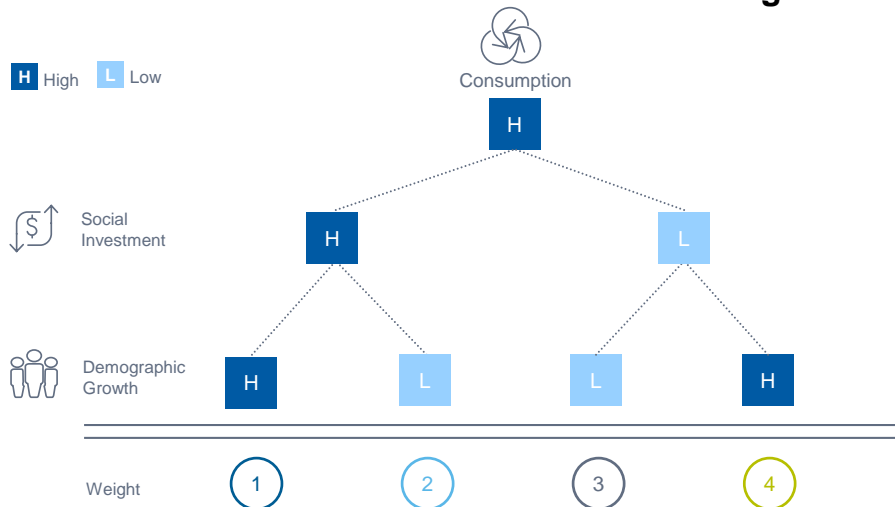 H High L Low
Consumption
H
$
Social
Investment
H L
Demographic
Growth
H L L H
Weight 1 2 3 4